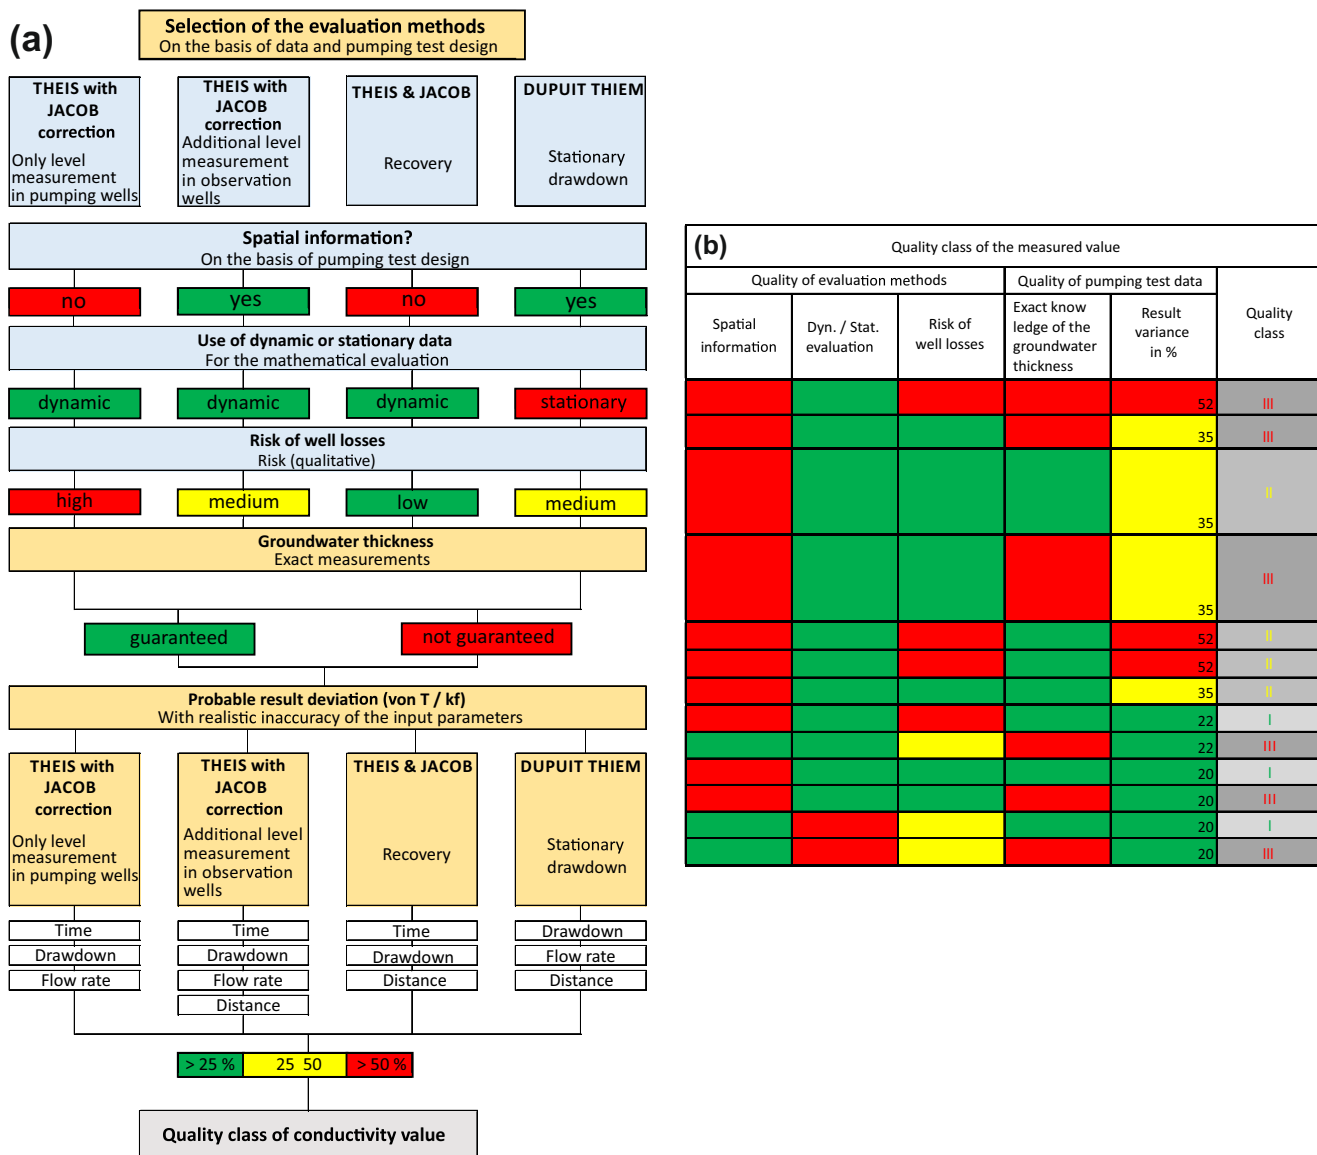 (a)
Selection of the evaluation methods
On the basis of data and pumping test design
THEIS with
JACOB
correction
Only level
measurement
in pumping wells
THEIS with
JACOB
correction
Additional level
measurement
in observation
wells
THEIS & JACOB
Recovery
DUPUIT THIEM
Stationary
drawdown
Spatial information?
On the basis of pumping test design
no
yes
no
yes
Use of dynamic or stationary data
For the mathematical evaluation
dynamic
dynamic
dynamic
stationary
Risk of well losses
Risk (qualitative)
high
medium
low
medium
Groundwater thickness
Exact measurements
guaranteed
not guaranteed
Probable result deviation (von T / kf)
With realistic inaccuracy of the input parameters
THEIS with
JACOB
correction
Only level
measurement
in pumping wells
THEIS with
JACOB
correction
Additional level
measurement
in observation
wells
THEIS & JACOB
Recovery
DUPUIT THIEM
Stationary
drawdown
Time
Drawdown
Flow rate
Time
Drawdown
Flow rate
Distance
Time
Drawdown
Distance
Drawdown
Flow rate
Distance
> 25 %
25 50
> 50 %
Quality class of conductivity value
(b)
Quality class of the measured value
Quality of evaluation methods
Quality of pumping test data
Quality
class
Spatial
information
Dyn. / Stat.
evaluation
Risk of
well losses
Exact know
ledge of the
groundwater
thickness
Result
variance
in %
52
III
35
III
35
II
35
III
52
II
52
II
35
II
22
I
22
III
20
I
20
III
20
I
20
III